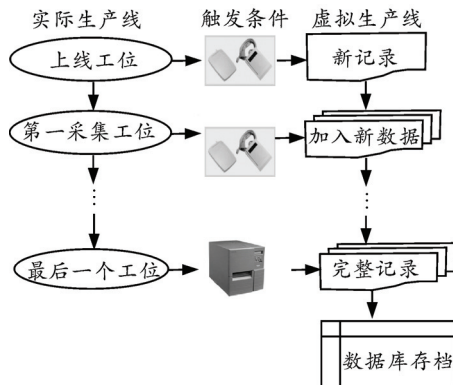 实际生产线 触发条件 虚拟生产线
上线工位 新记录
第一采集工位 加入新数据
最后一个工位 完整记录
数据库存档